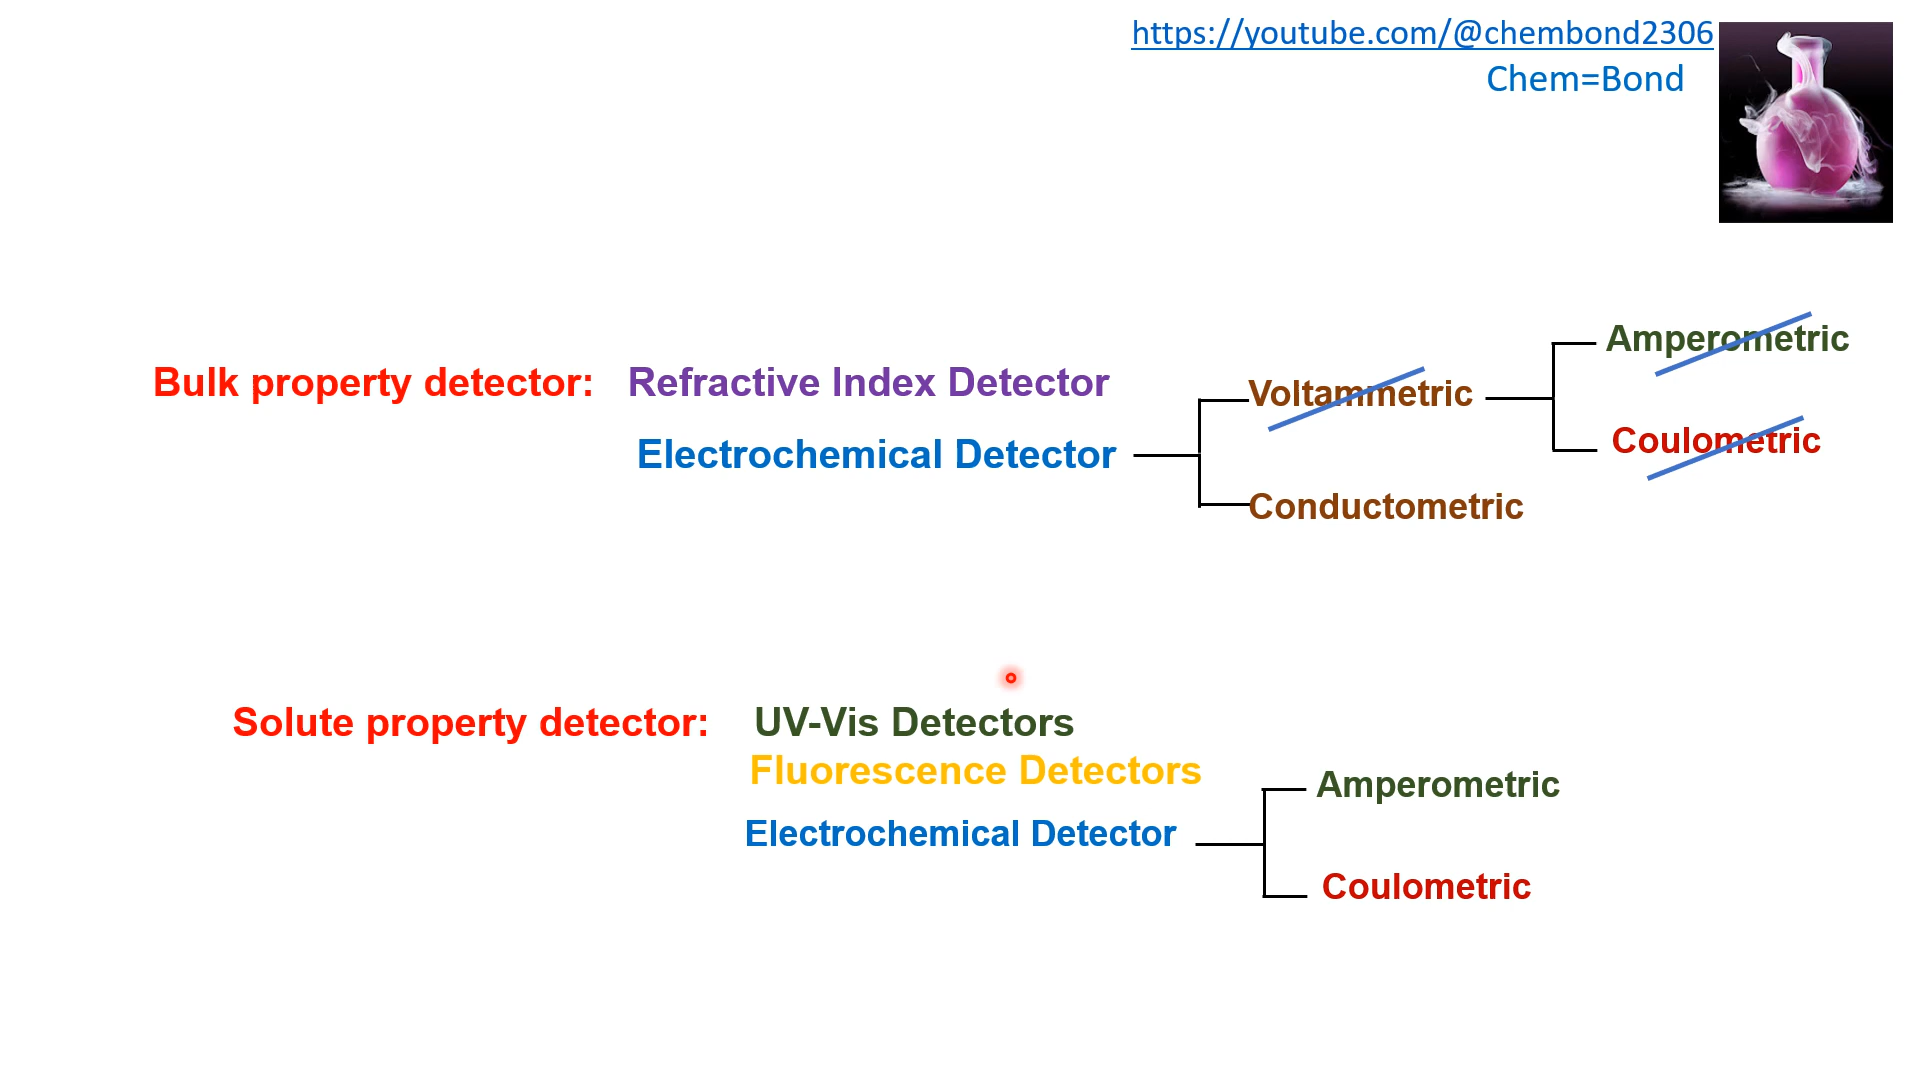 https://youtube.com/@chembond2306
Chem=Bond
Bulk property detector: Refractive Index Detector
Electrochemical Detector
Voltammetric
Conductometric
Amperometric
Coulometric
Solute property detector: UV-Vis Detectors
Fluorescence Detectors
Electrochemical Detector
Amperometric
Coulometric